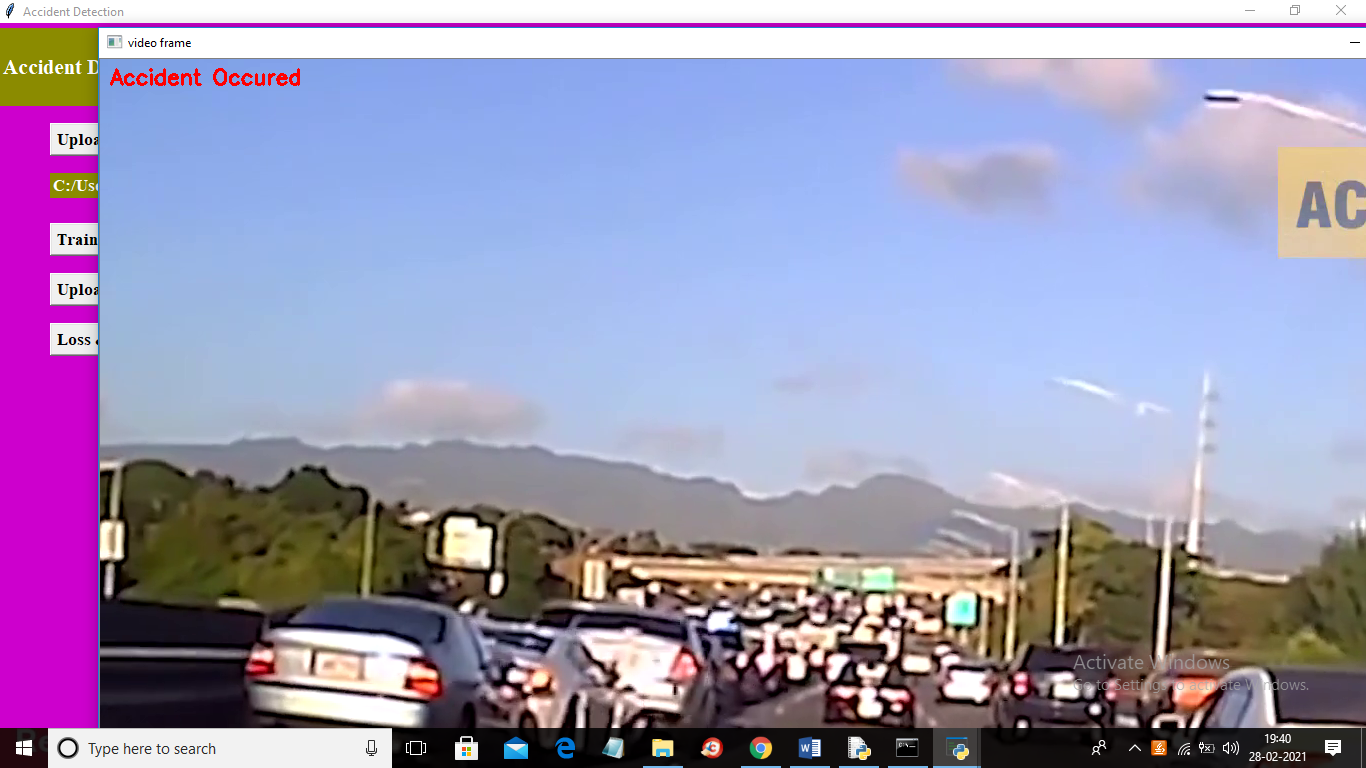 Accident Detection
video frame
Accident D
Accident Occured
Uploa
C:/Use
Train
Uploa
Loss &
AC
Activate Windows
Go to Settings to activate Windows.
Type here to search
19:40
28-02-2021